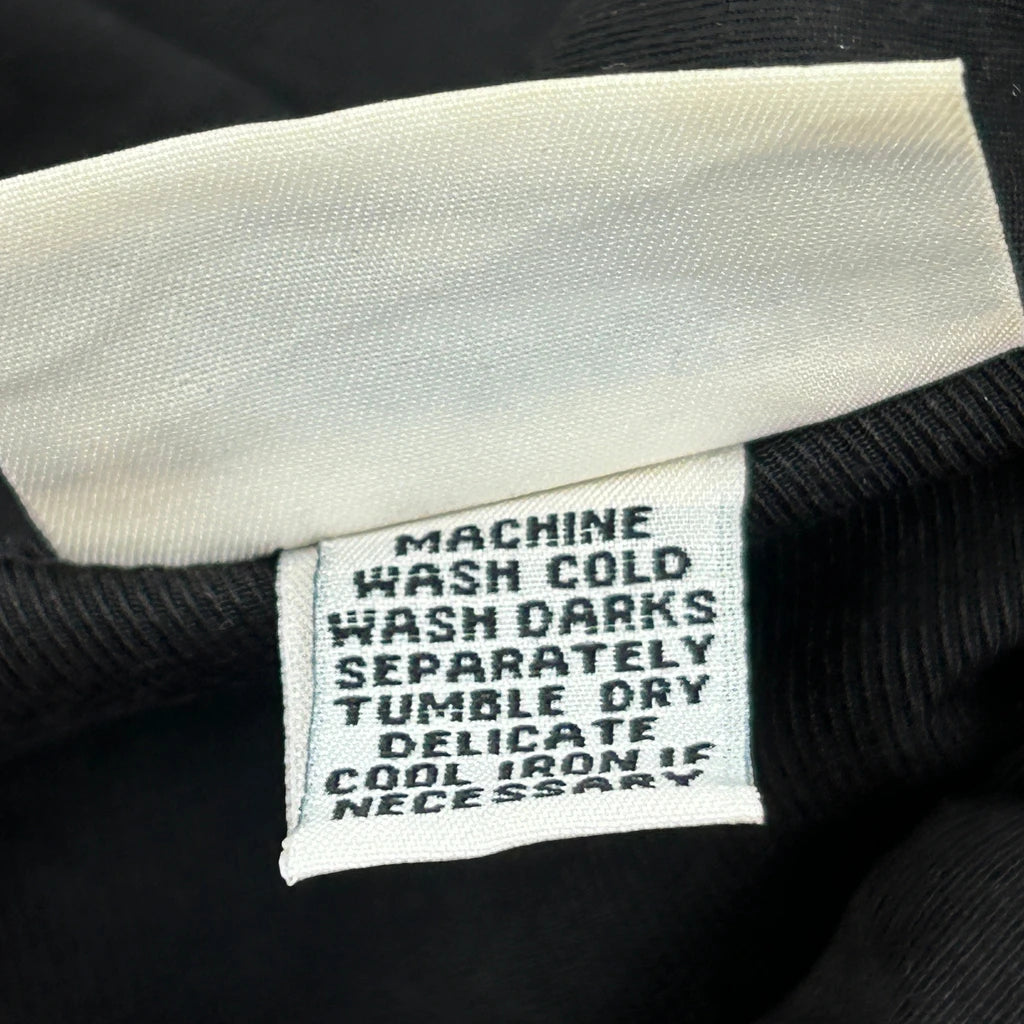 MACHINE
WASH COLD
WASH DARKS
SEPARATELY
TUMBLE DRY
DELICATE
COOL IRON IF
NECESSARY